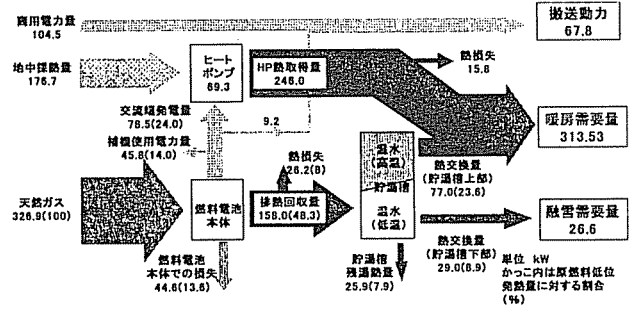 商用電力量
104.5
搬送動力
67.8
地中採熱量
176.7
ヒート
ポンプ
69.3
HP熱取得量
246.0
熱損失
15.8
暖房需要量
313.53
交流端発電量
78.5(24.0)
9.2
補機使用電力量
45.8(14.0)
熱損失
26.2(8)
温水
(高温)
貯湯槽
温水
(低温)
熱交換量
(貯湯槽上部)
77.0(23.6)
天然ガス
326.9(100)
燃料電池
本体
排熱回収量
158.0(48.3)
融雪需要量
26.6
燃料電池
本体での損失
44.6(13.6)
貯湯槽
残湯熱量
25.9(7.9)
熱交換量
(貯湯槽下部)
29.0(8.9)
単位 kW
かっこ内は原燃料低位
発熱量に対する割合
(%)